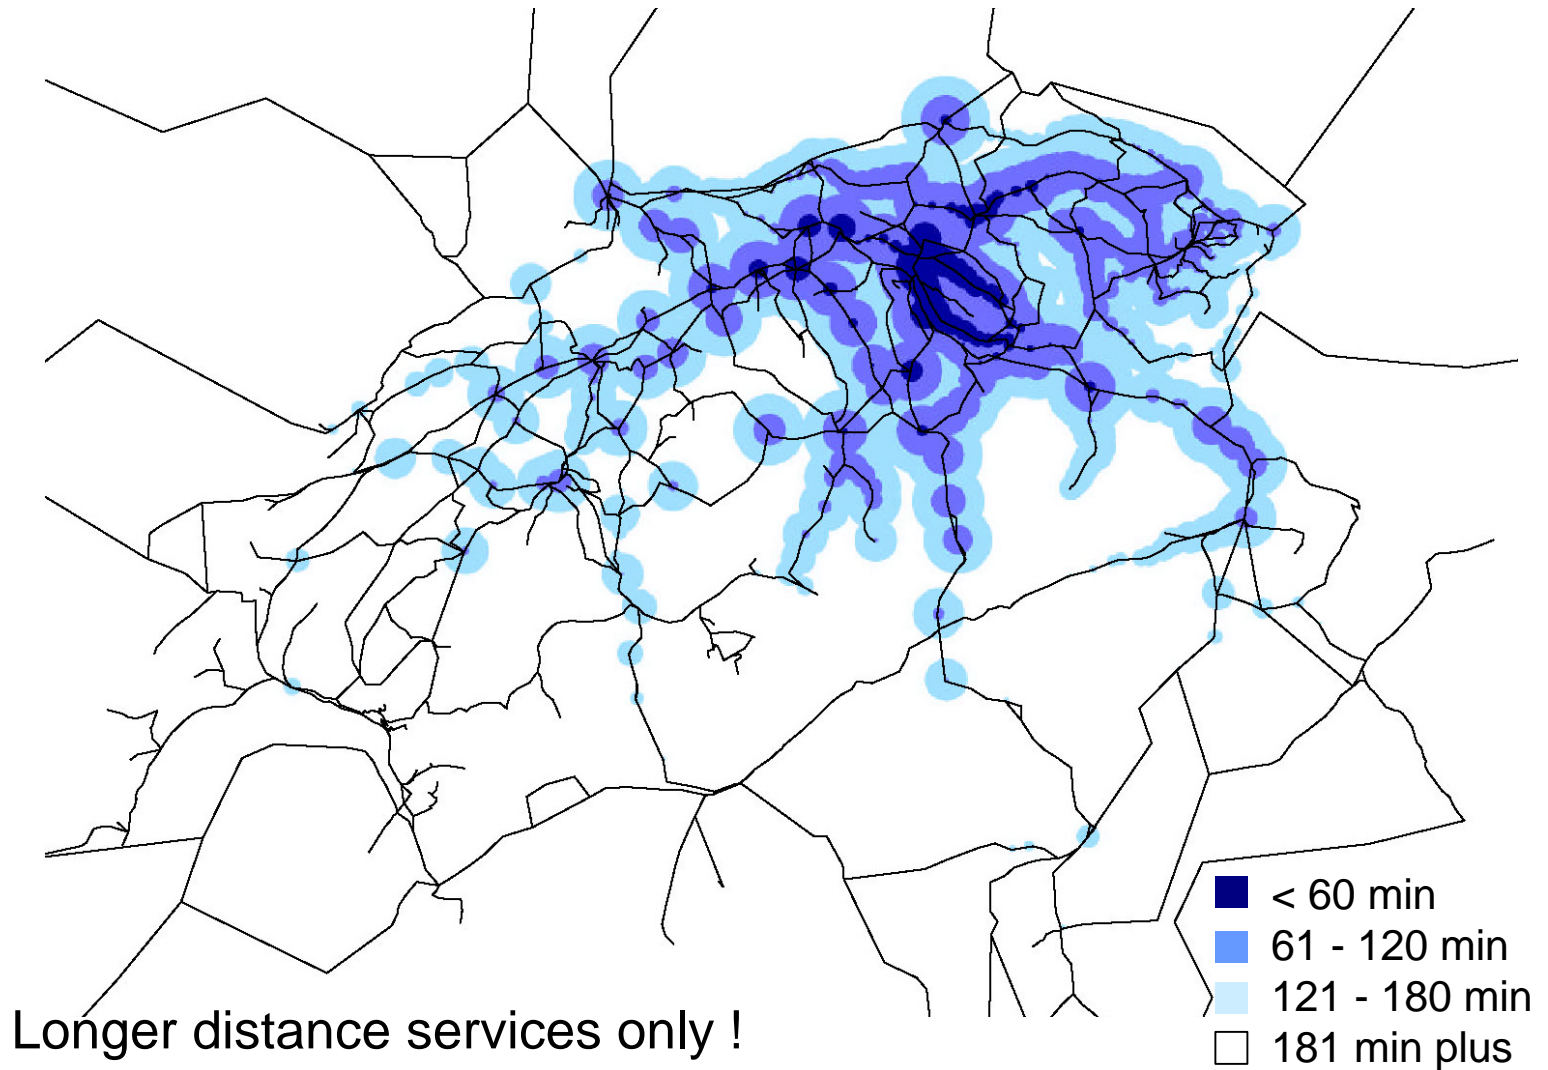 < 60 min
61 - 120 min
121 - 180 min
181 min plus
Longer distance services only !